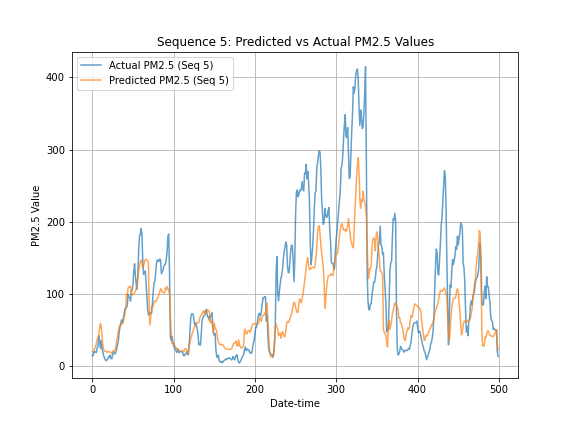 Sequence 5: Predicted vs Actual PM2.5 Values
Actual PM2.5 (Seq 5)
Predicted PM2.5 (Seq 5)
400
300
200
100
0
PM2.5 Value
0 100 200 300 400 500
Date-time